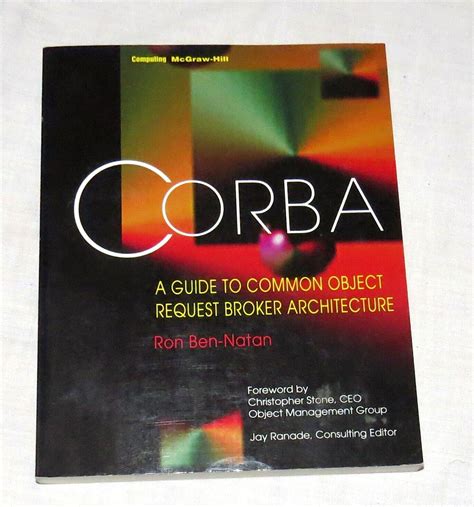 Computing McGraw-Hill
CORBA
A GUIDE TO COMMON OBJECT
REQUEST BROKER ARCHITECTURE
Ron Ben-Natan
Foreword by
Christopher Stone, CEO
Object Management Group
Jay Ranade, Consulting Editor